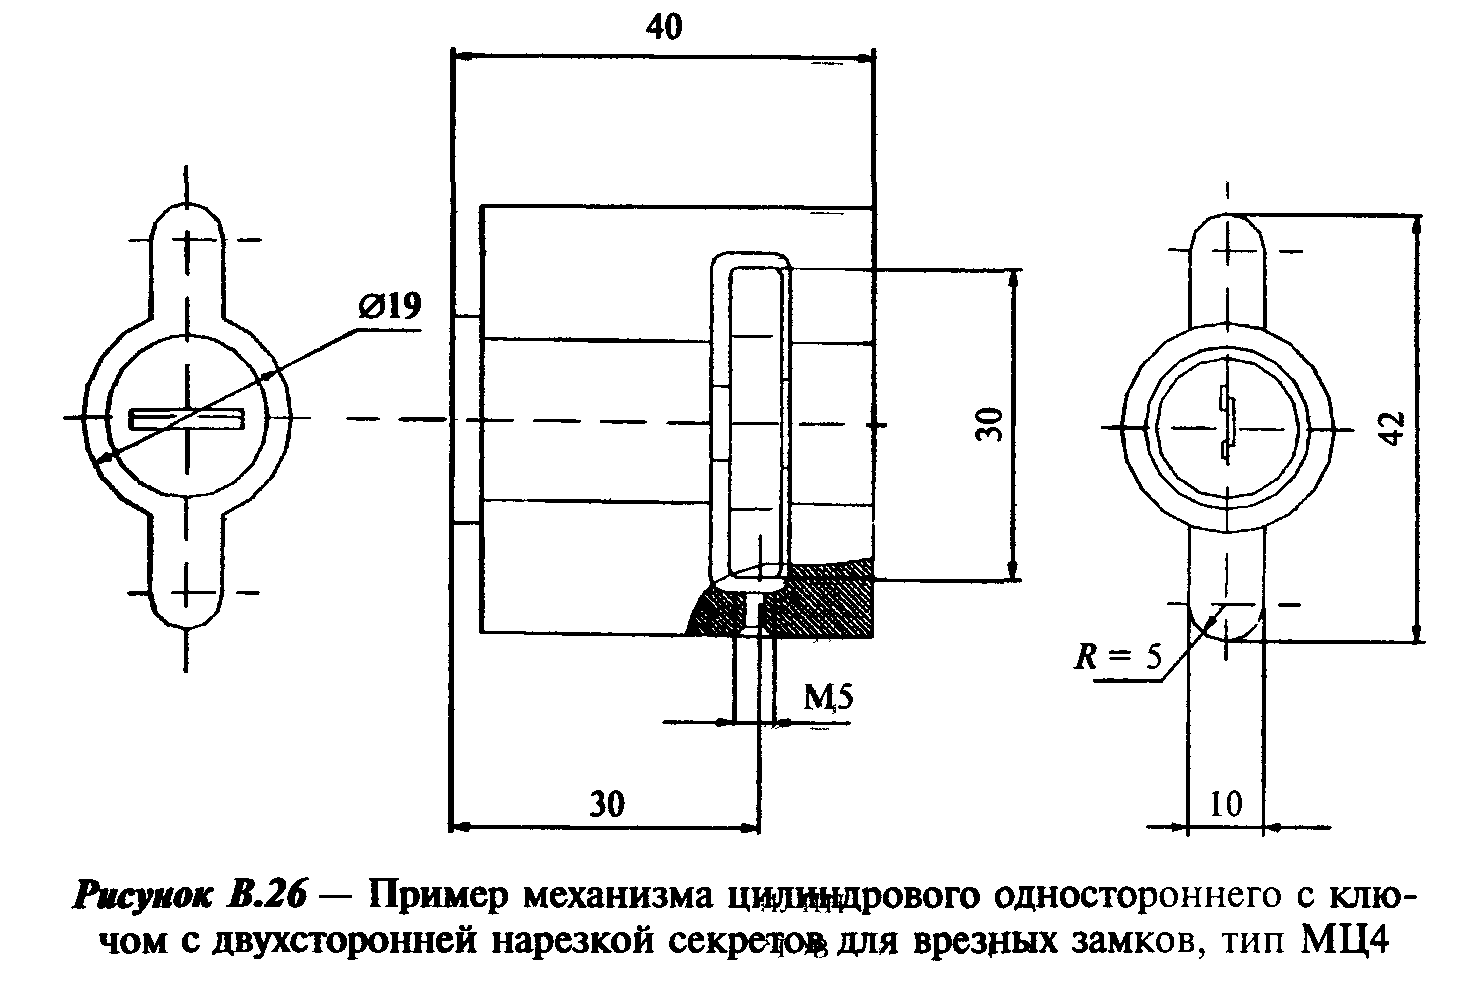 40
Ø19
30
42
R = 5
M5
30
10
Рисунок В.26 — Пример механизма цилиндрового одностороннего с клю-
чом с двухсторонней нарезкой секретов для врезных замков, тип МЦ4